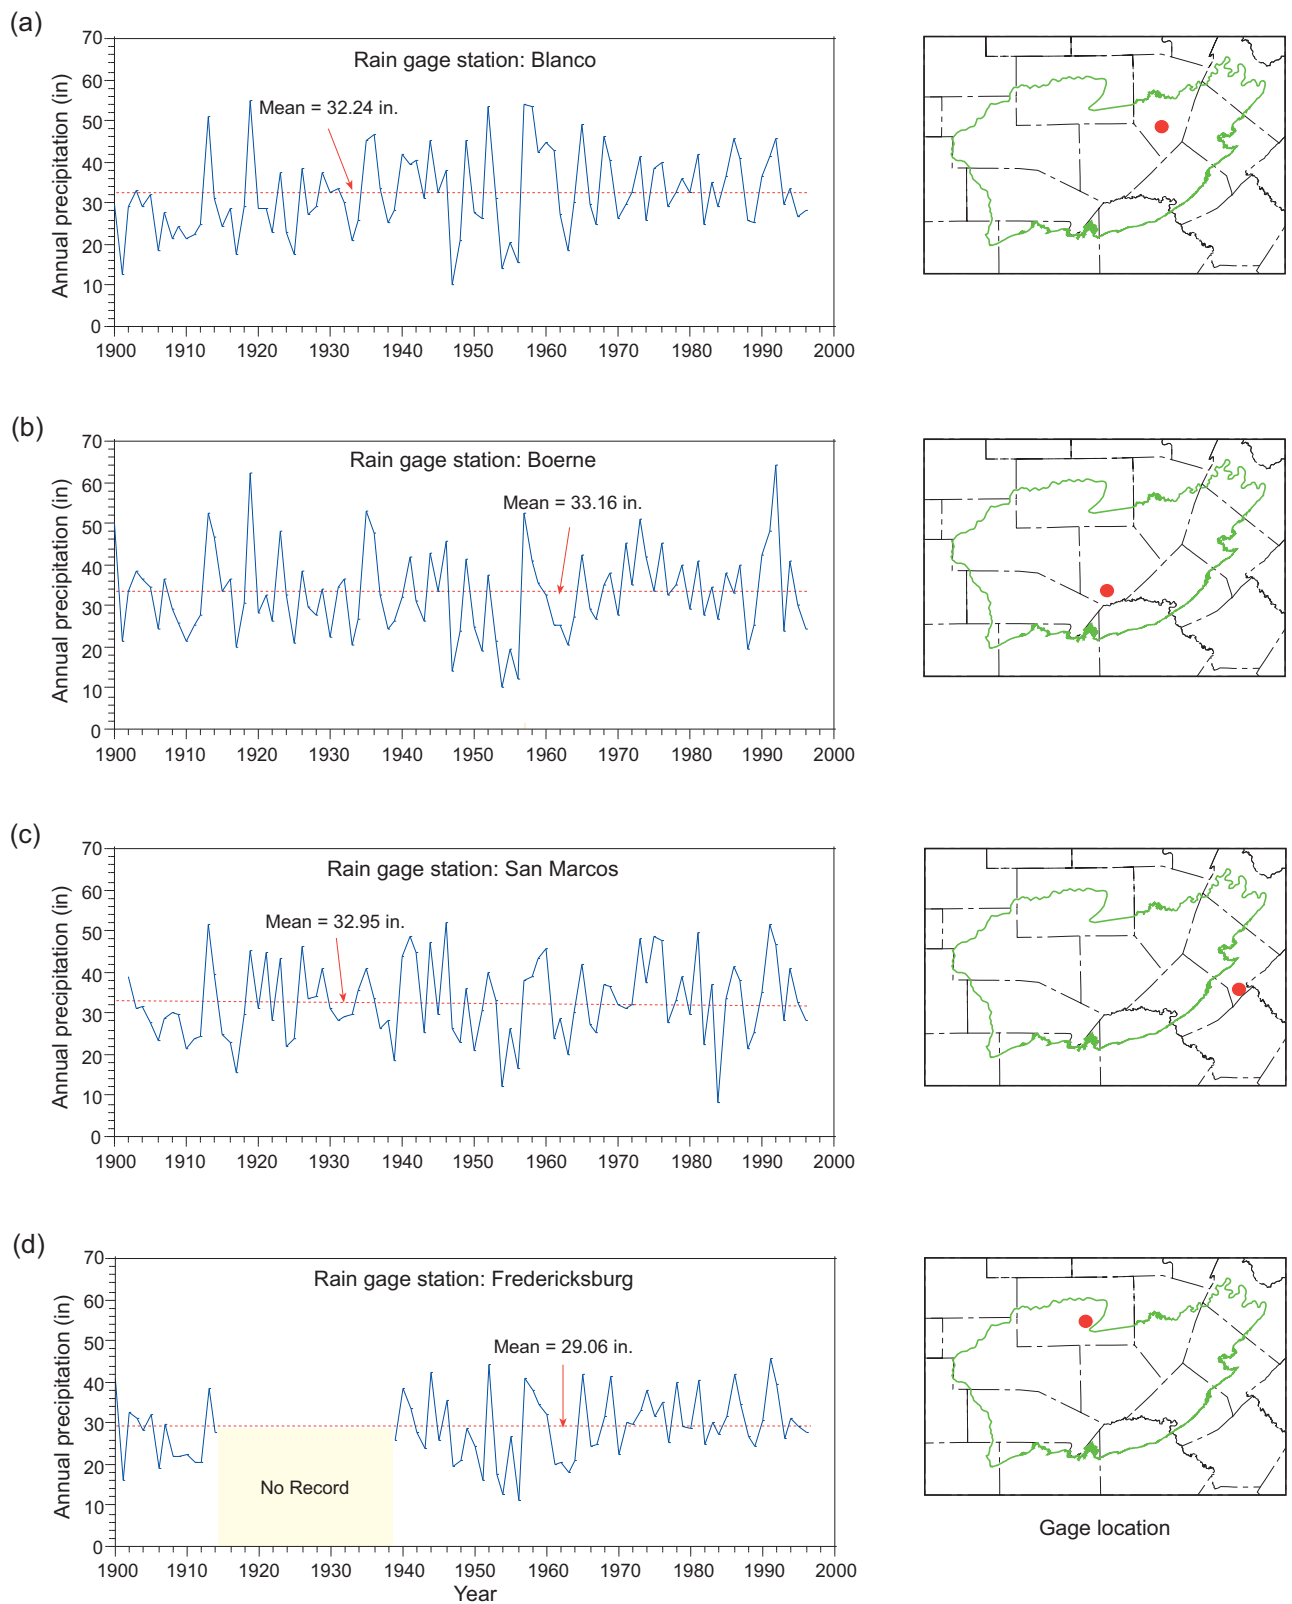 (a)
Rain gage station: Blanco
Mean = 32.24 in.
Annual precipitation (in)
70
60
50
40
30
20
10
0
1900 1910 1920 1930 1940 1950 1960 1970 1980 1990 2000
(b)
Rain gage station: Boerne
Mean = 33.16 in.
Annual precipitation (in)
70
60
50
40
30
20
10
0
1900 1910 1920 1930 1940 1950 1960 1970 1980 1990 2000
(c)
Rain gage station: San Marcos
Mean = 32.95 in.
Annual precipitation (in)
70
60
50
40
30
20
10
0
1900 1910 1920 1930 1940 1950 1960 1970 1980 1990 2000
(d)
Rain gage station: Fredericksburg
Mean = 29.06 in.
No Record
Annual precipitation (in)
70
60
50
40
30
20
10
0
1900 1910 1920 1930 1940 1950 1960 1970 1980 1990 2000
Year
Gage location